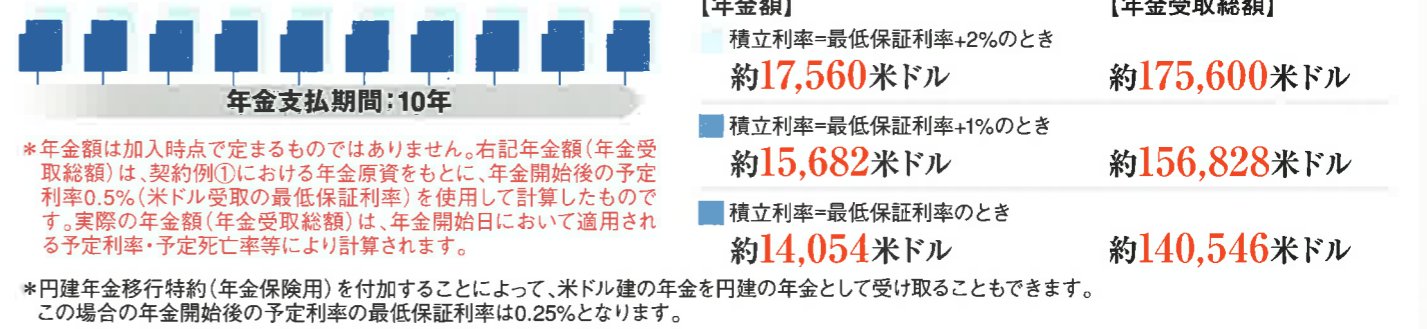 【年金額】 【年金受取総額】
積立利率=最低保証利率+2%のとき
約17,560米ドル 約175,600米ドル
年金支払期間：10年
積立利率=最低保証利率+1%のとき
約15,682米ドル 約156,828米ドル
積立利率=最低保証利率のとき
約14,054米ドル 約140,546米ドル
＊年金額は加入時点で定まるものではありません。右記年金額（年金受
取総額）は、契約例①における年金原資をもとに、年金開始後の予定
利率0.5%（米ドル受取の最低保証利率）を使用して計算したもので
す。実際の年金額（年金受取総額）は、年金開始日において適用され
る予定利率・予定死亡率等により計算されます。
＊円建年金移行特約（年金保険用）を付加することによって、米ドル建の年金を円建の年金として受け取ることもできます。
この場合の年金開始後の予定利率の最低保証利率は0.25%となります。